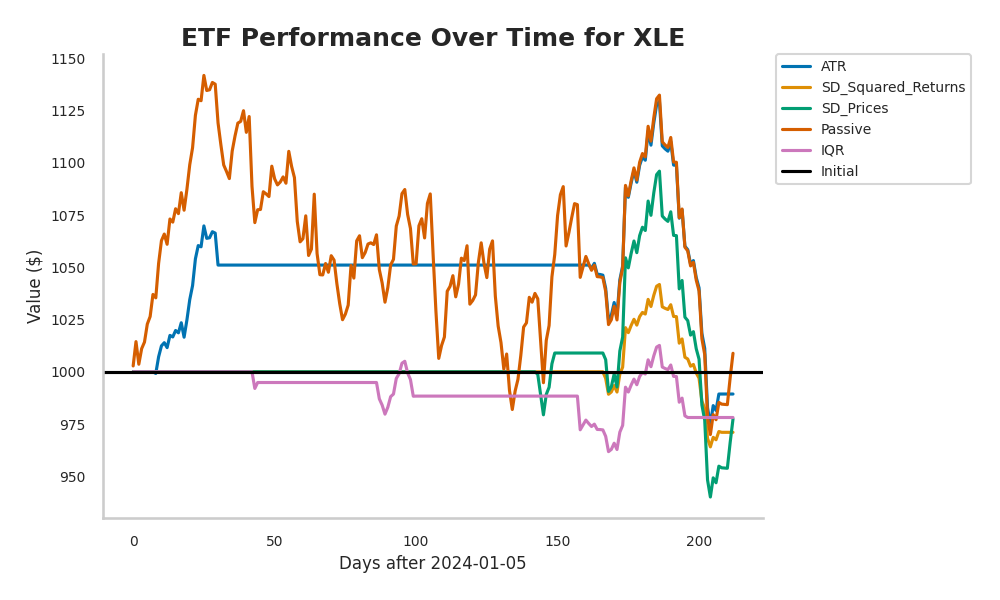 ETF Performance Over Time for XLE
1150
1125
1100
1075
1050
1025
1000
975
950
Value ($)
0 50 100 150 200
Days after 2024-01-05
ATR
SD_Squared_Returns
SD_Prices
Passive
IQR
Initial